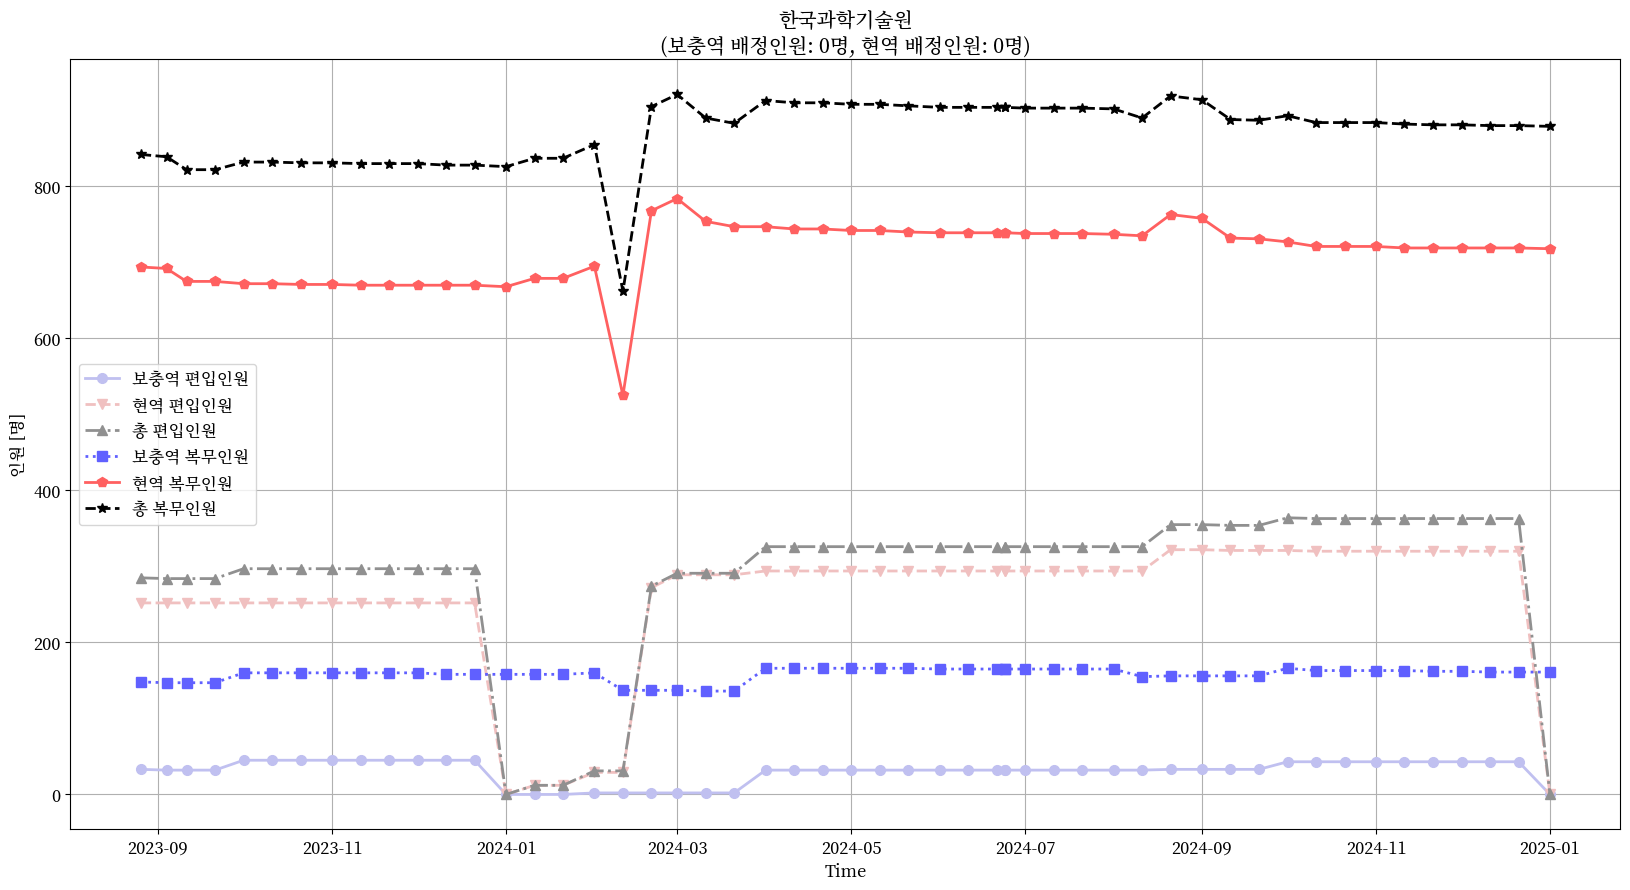 한국과학기술원
(보충역 배정인원: 0명, 현역 배정인원: 0명)
인원 [명]
800
600
400
200
0
보충역 편입인원
현역 편입인원
총 편입인원
보충역 복무인원
현역 복무인원
총 복무인원
2023-09
2023-11
2024-01
2024-03
2024-05
2024-07
2024-09
2024-11
2025-01
Time